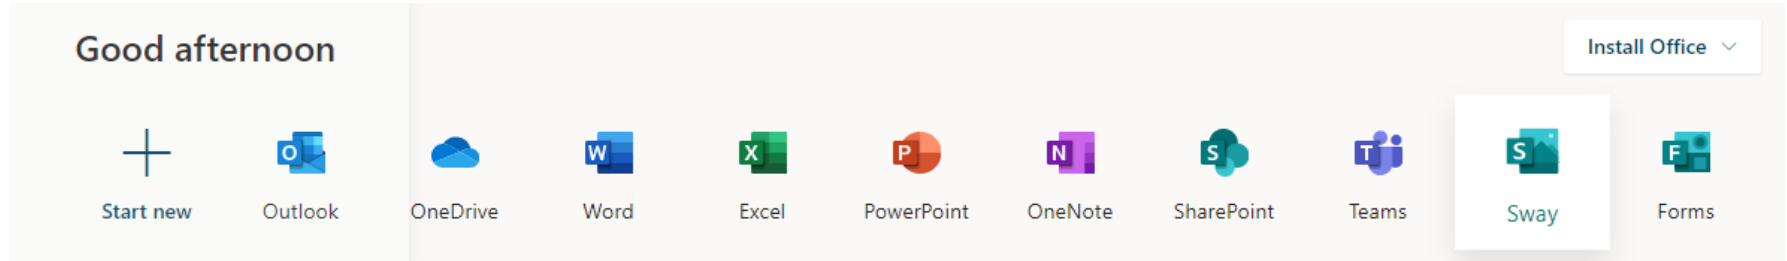 Good afternoon
Install Office
O W X P N S T S F
Start new Outlook OneDrive Word Excel PowerPoint OneNote SharePoint Teams Sway Forms